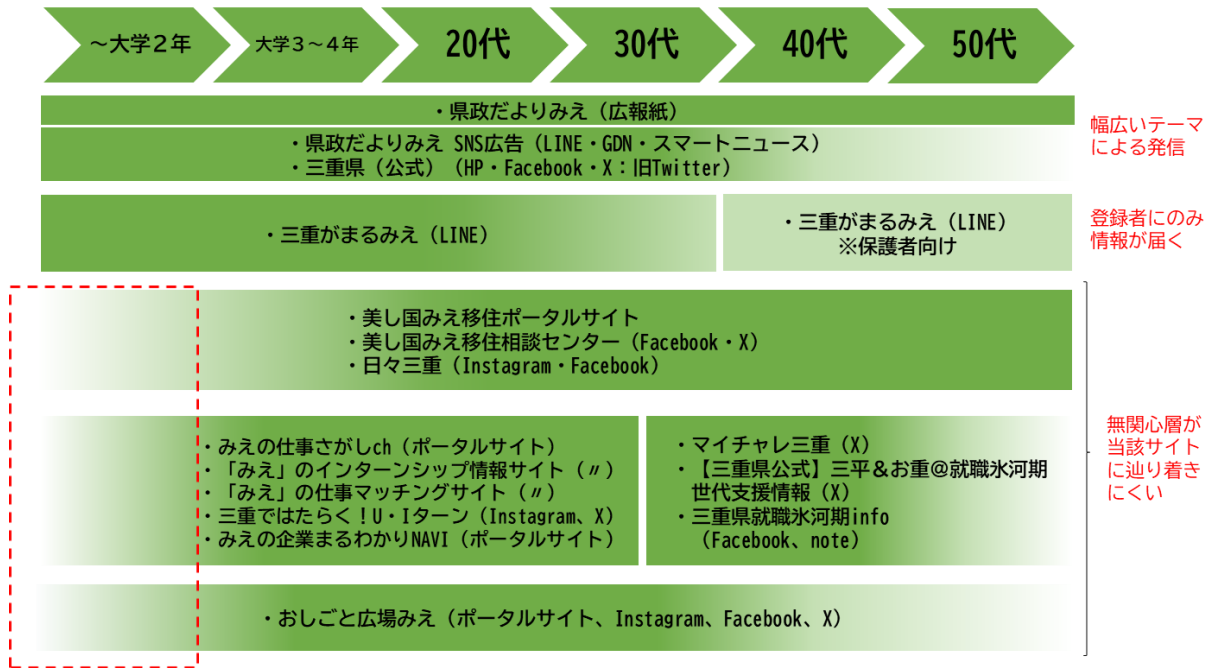 ～大学２年
大学３～４年
20代
30代
40代
50代
・県政だよりみえ（広報紙）
・県政だよりみえ SNS広告（LINE・GDN・スマートニュース）
・三重県（公式）（HP・Facebook・X：旧Twitter）
幅広いテーマ
による発信
・三重がまるみえ（LINE）
・三重がまるみえ（LINE）
※保護者向け
登録者にのみ
情報が届く
・美し国みえ移住ポータルサイト
・美し国みえ移住相談センター（Facebook・X）
・日々三重（Instagram・Facebook）
・みえの仕事さがしch（ポータルサイト）
・「みえ」のインターンシップ情報サイト（〃）
・「みえ」の仕事マッチングサイト（〃）
・三重ではたらく！U・Iターン（Instagram、X）
・みえの企業まるわかりNAVI（ポータルサイト）
・マイチャレ三重（X）
・【三重県公式】三平＆お重@就職氷河期
世代支援情報（X）
・三重県就職氷河期info
（Facebook、note）
無関心層が
当該サイト
に辿り着き
にくい
・おしごと広場みえ（ポータルサイト、Instagram、Facebook、X）